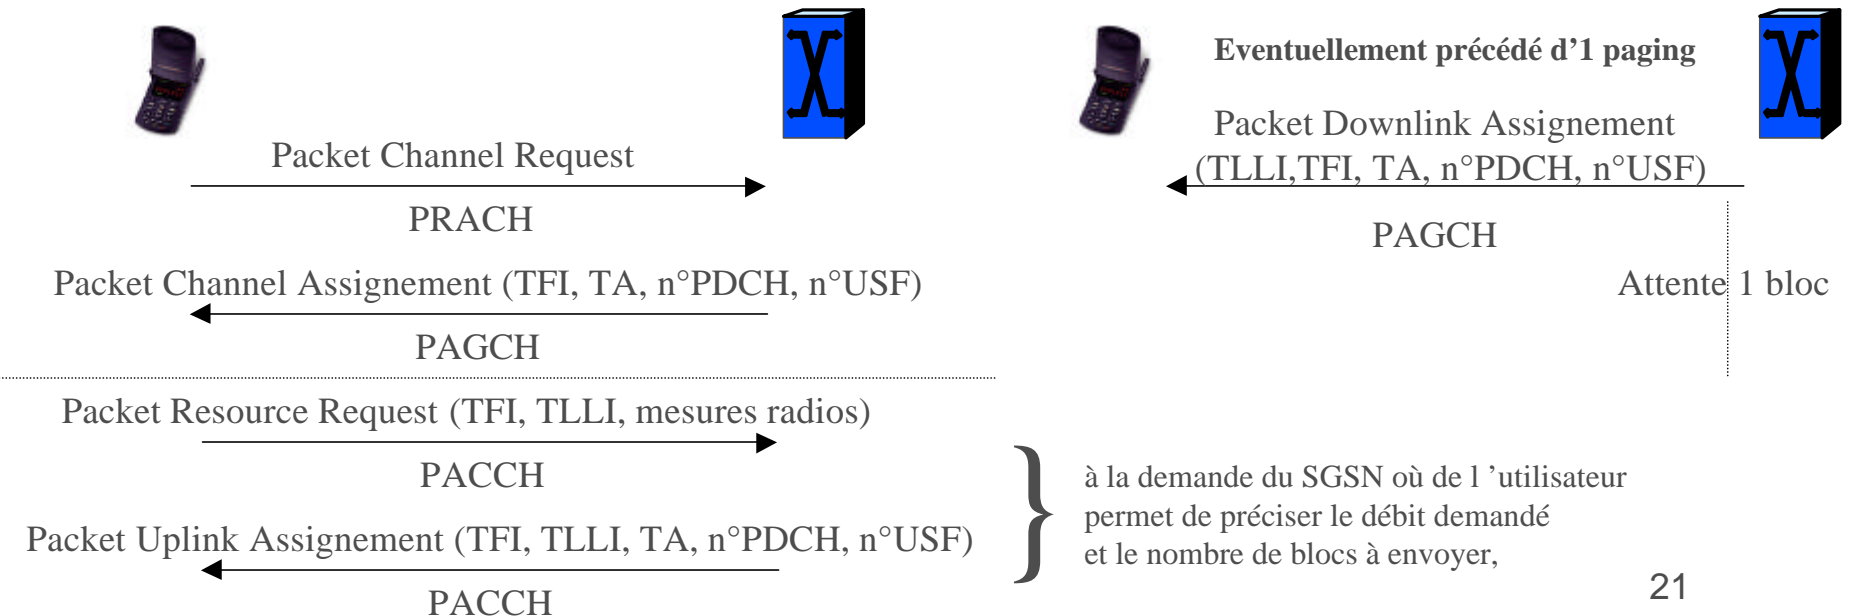 Packet Channel Request
PRACH
Packet Channel Assignement (TFI, TA, n°PDCH, n°USF)
PAGCH
Packet Resource Request (TFI, TLLI, mesures radios)
PACCH
Packet Uplink Assignement (TFI, TLLI, TA, n°PDCH, n°USF)
PACCH
Eventuellement précédé d’1 paging
Packet Downlink Assignement
(TLLI,TFI, TA, n°PDCH, n°USF)
PAGCH
Attente 1 bloc
à la demande du SGSN où de l ’utilisateur
permet de préciser le débit demandé
et le nombre de blocs à envoyer,
21